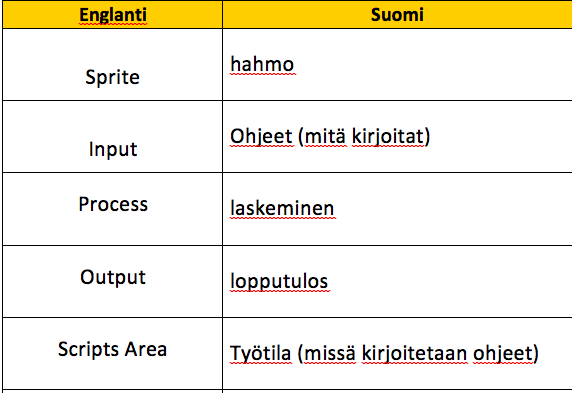 Englanti Suomi
Sprite hahmo
Input Ohjeet (mitä kirjoitat)
Process laskeminen
Output lopputulos
Scripts Area Työtila (missä kirjoitetaan ohjeet)